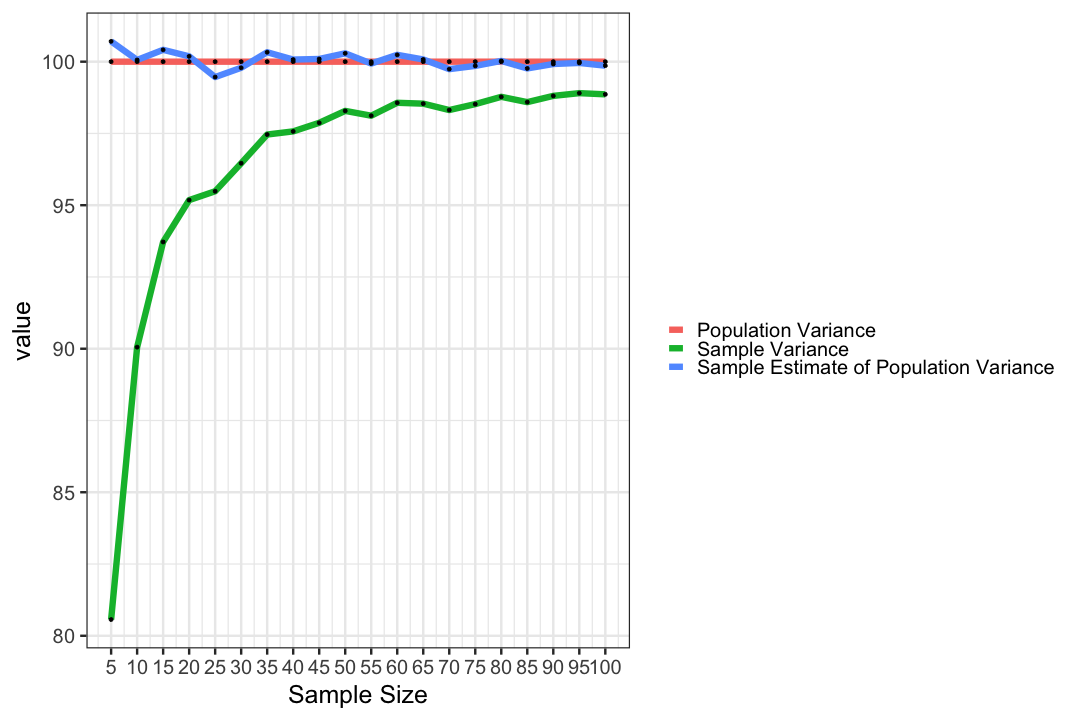 100
95
90
85
80
value
5 10 15 20 25 30 35 40 45 50 55 60 65 70 75 80 85 90 95 100
Sample Size
Population Variance
Sample Variance
Sample Estimate of Population Variance